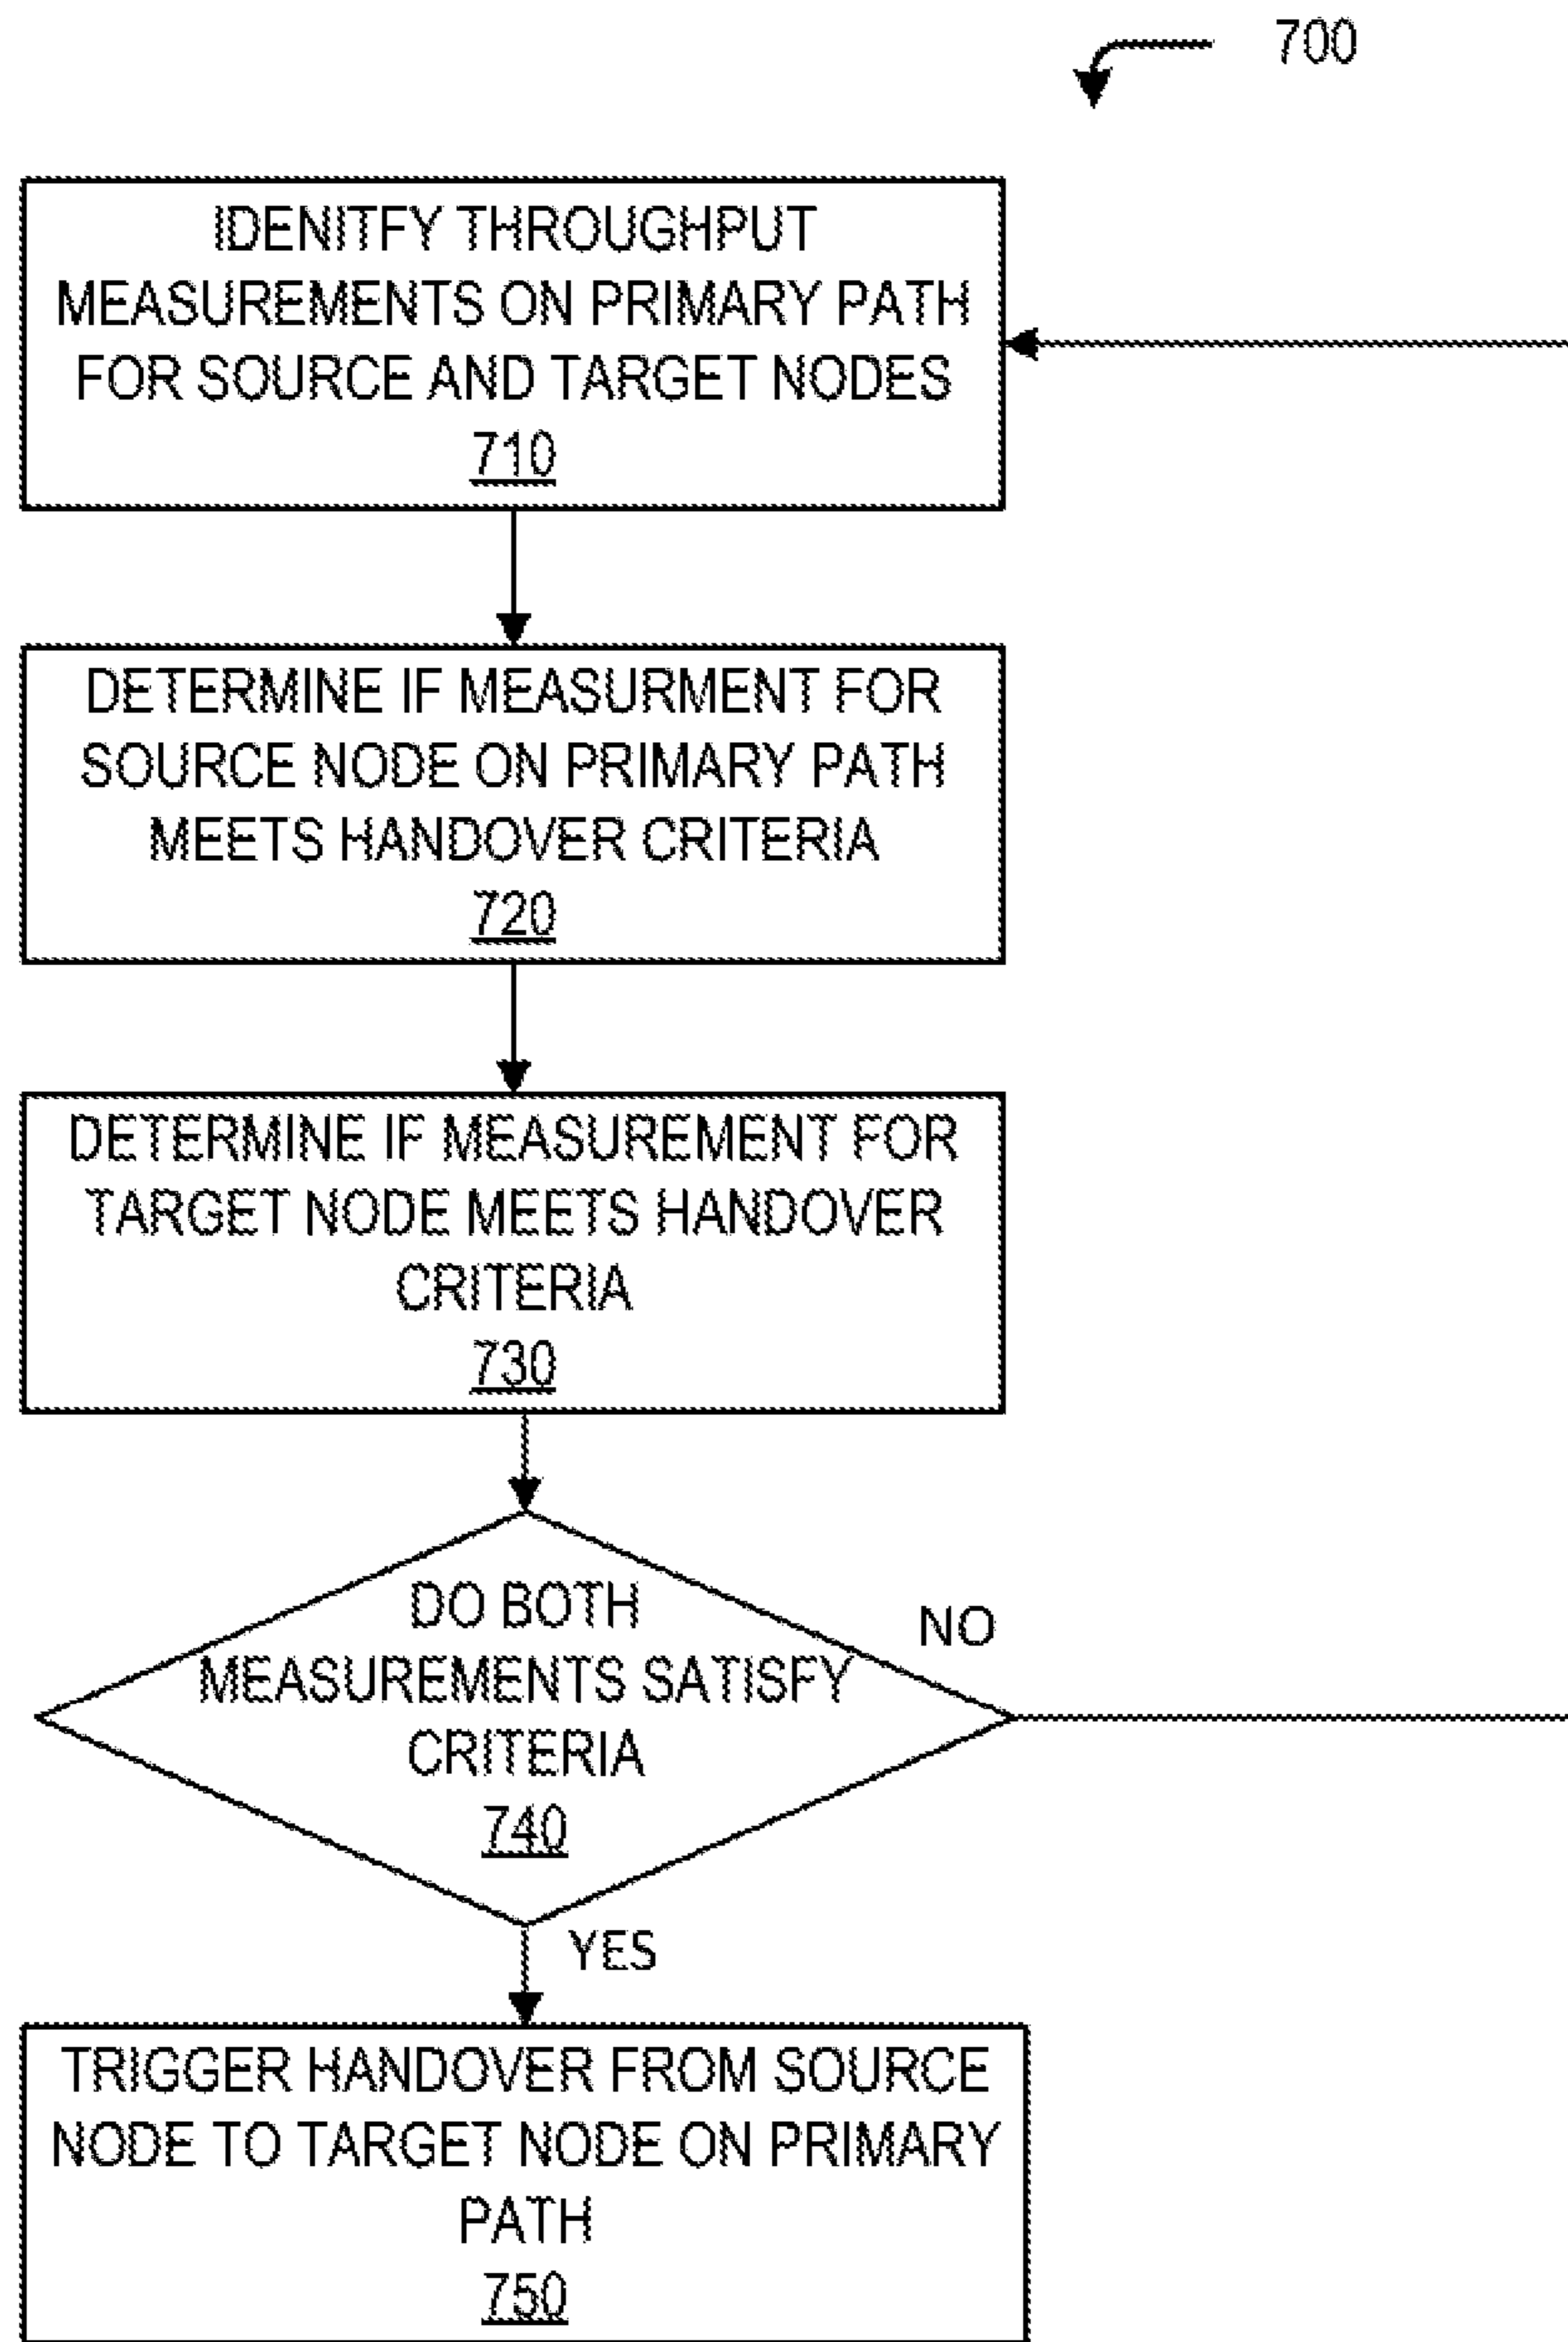 700
IDENITFY THROUGHPUT
MEASUREMENTS ON PRIMARY PATH
FOR SOURCE AND TARGET NODES
710
DETERMINE IF MEASURMENT FOR
SOURCE NODE ON PRIMARY PATH
MEETS HANDOVER CRITERIA
720
DETERMINE IF MEASUREMENT FOR
TARGET NODE MEETS HANDOVER
CRITERIA
730
DO BOTH
MEASUREMENTS SATISFY
CRITERIA
740
NO
YES
TRIGGER HANDOVER FROM SOURCE
NODE TO TARGET NODE ON PRIMARY
PATH
750